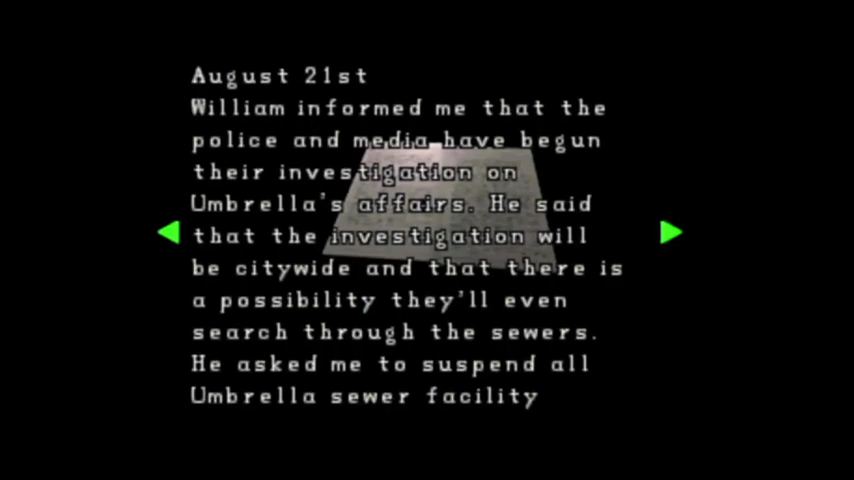 August 21st
William informed me that the
police and media have begun
their investigation on
Umbrella's affairs. He said
that the investigation will
be citywide and that there is
a possibility they'll even
search through the sewers.
He asked me to suspend all
Umbrella sewer facility